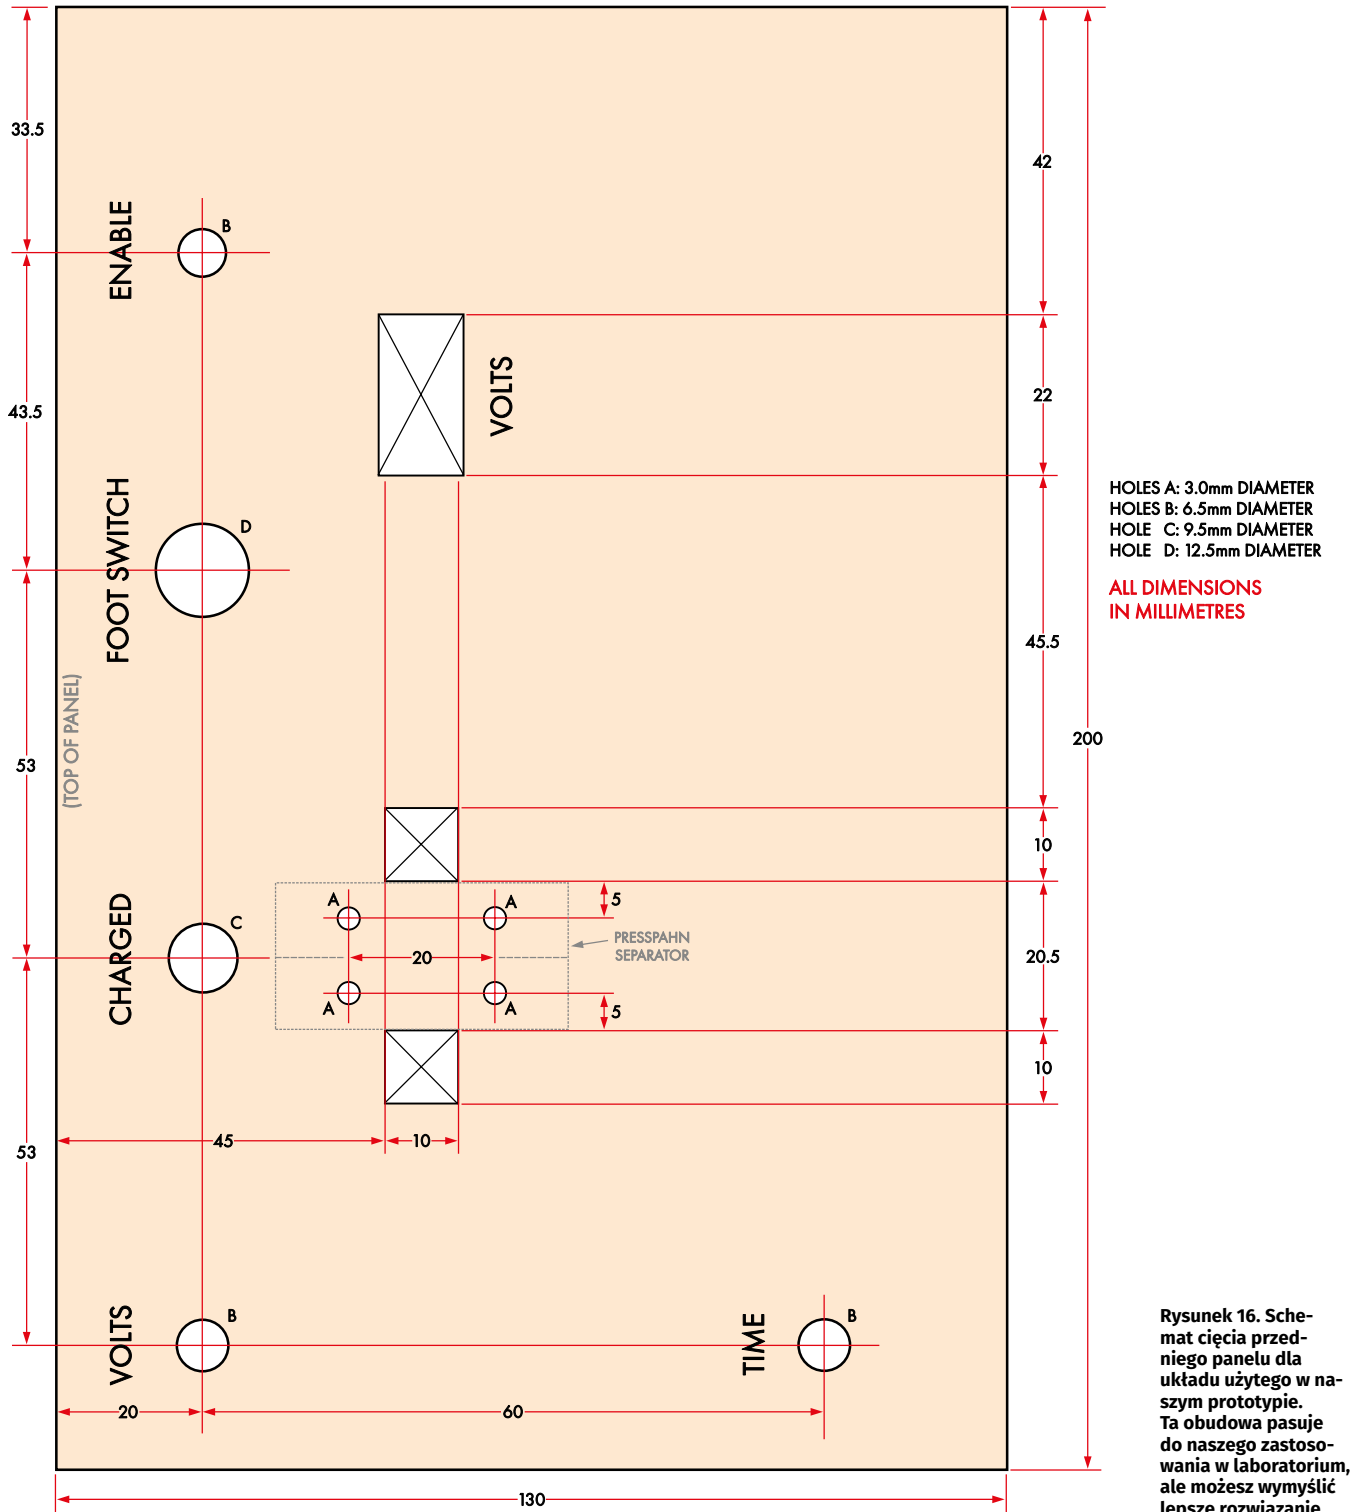 33.5
42
ENABLE
B
43.5
22
VOLTS
FOOT SWITCH
D
HOLES A: 3.0mm DIAMETER
HOLES B: 6.5mm DIAMETER
HOLE C: 9.5mm DIAMETER
HOLE D: 12.5mm DIAMETER
ALL DIMENSIONS
IN MILLIMETRES
45.5
(TOP OF PANEL)
53
200
10
CHARGED
C
A
A
5
PRESSPAHN
SEPARATOR
20
20.5
A
A
5
10
45
10
53
VOLTS
B
TIME
B
20
60
130
Rysunek 16. Sche-
mat cięcia przed-
niego panelu dla
układu użytego w na-
szym prototypie.
Ta obudowa pasuje
do naszego zastoso-
wania w laboratorium,
ale możesz wymyślić
lepsze rozwiązanie